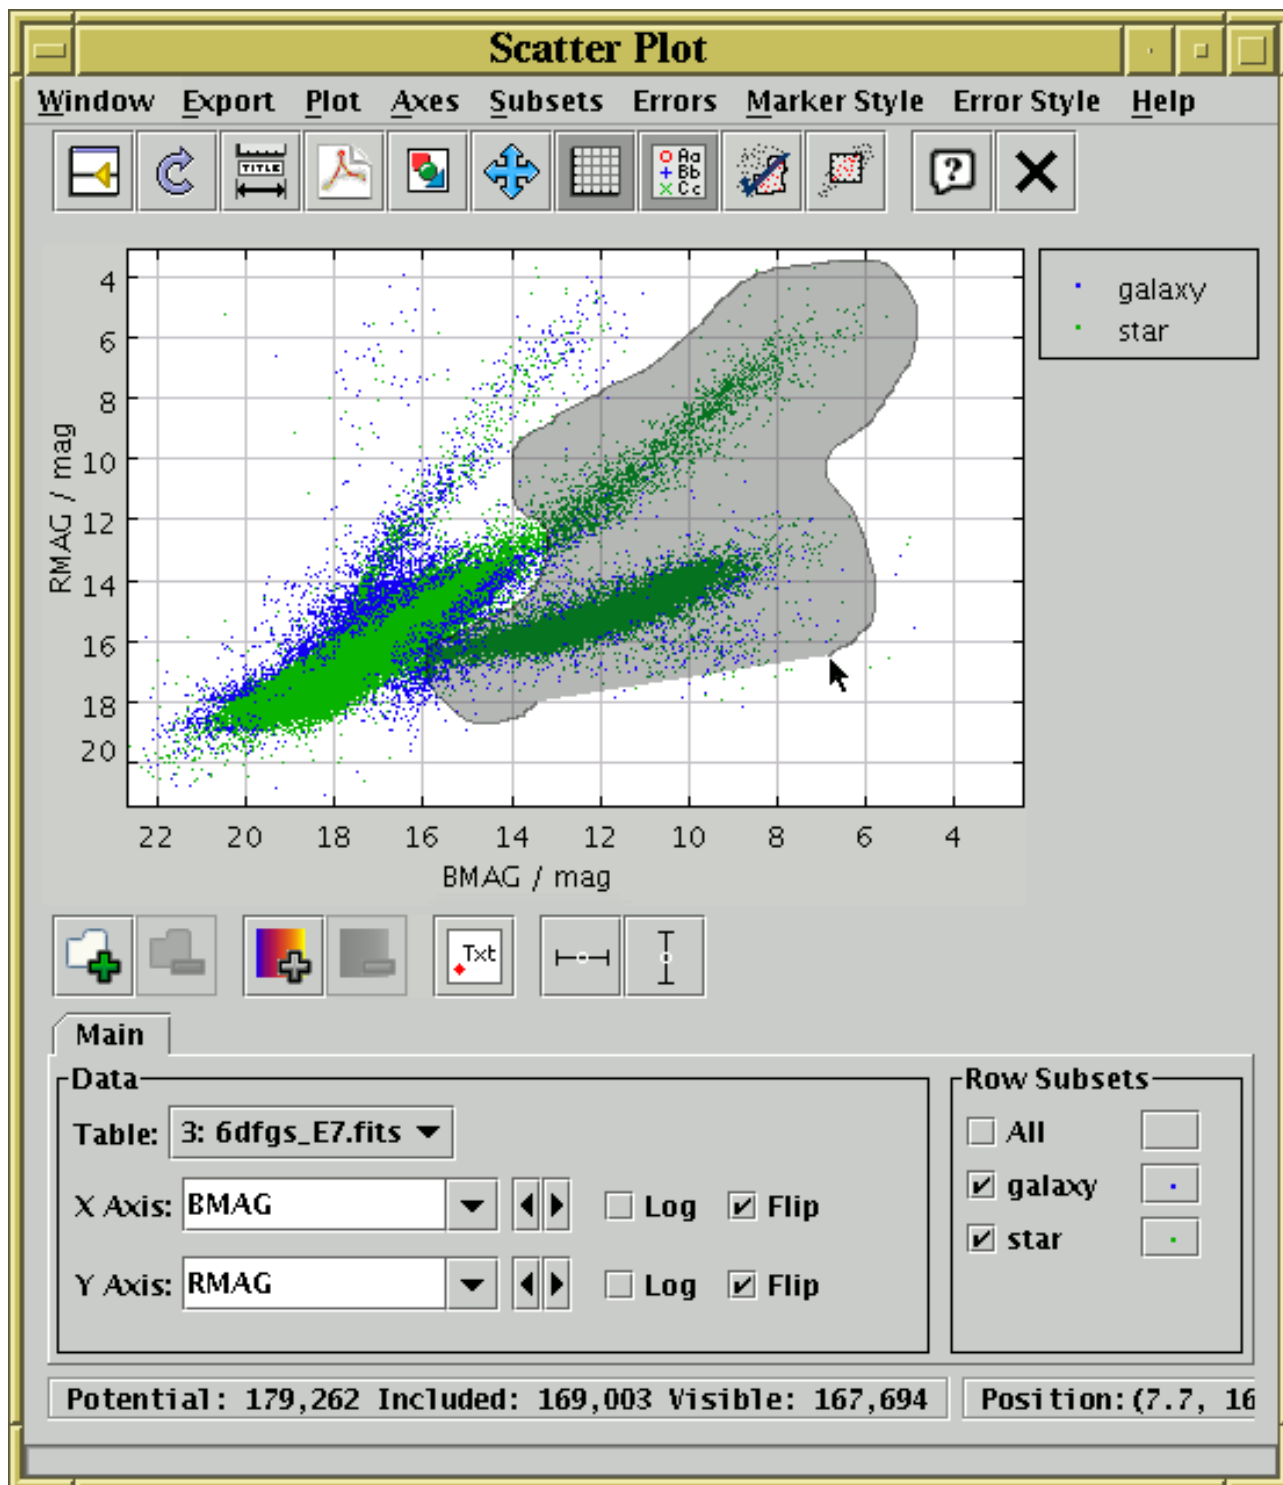 Scatter Plot
Window Export Plot Axes Subsets Errors Marker Style Error Style Help
TITLE
Aa
Bb
Cc
?
galaxy
star
4
6
8
10
12
14
16
18
20
RMAG / mag
22 20 18 16 14 12 10 8 6 4
BMAG / mag
Txt
Main
Data
Table: 3: 6dfgs_E7.fits
X Axis: BMAG Log Flip
Y Axis: RMAG Log Flip
Row Subsets
All
galaxy
star
Potential: 179,262 Included: 169,003 Visible: 167,694 Position: (7.7, 16